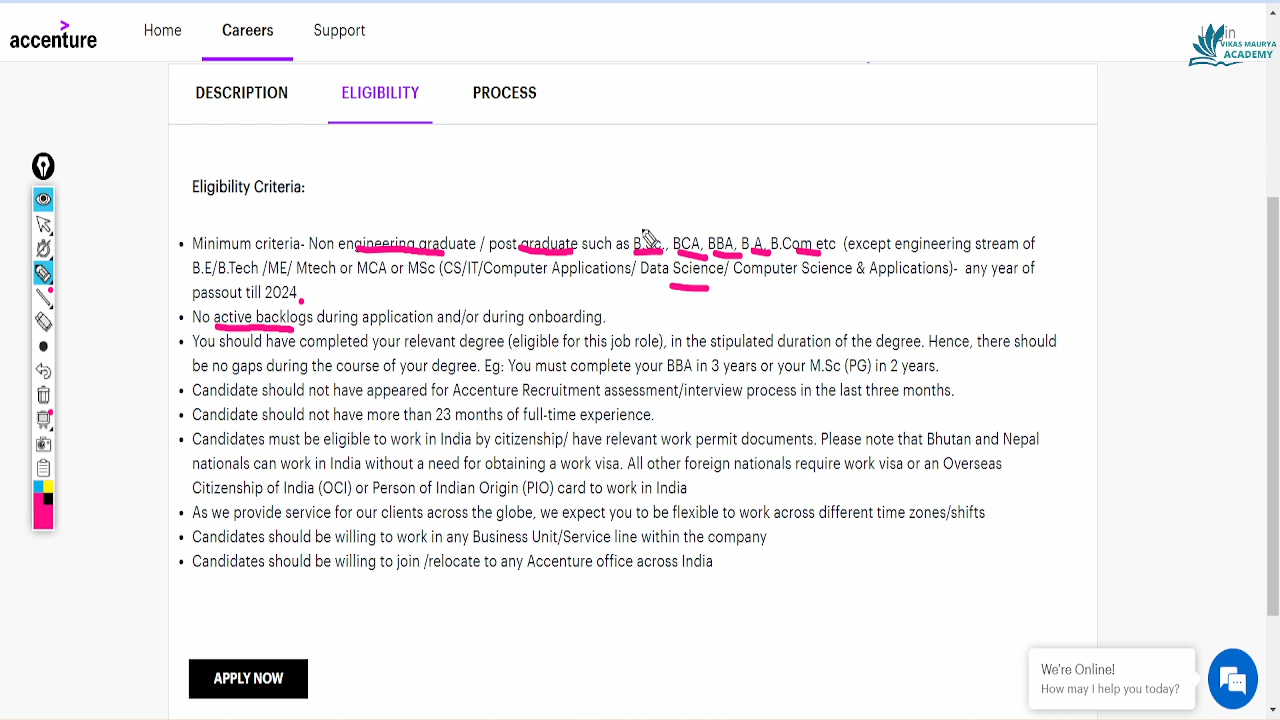 accenture
Home Careers Support
VIKAS MAURYA
ACADEMY
DESCRIPTION ELIGIBILITY PROCESS
Eligibility Criteria:
• Minimum criteria- Non engineering graduate / post graduate such as , BCA, BBA, B.A, B.Com etc (except engineering stream of
B.E/B.Tech /ME/ Mtech or MCA or MSc (CS/IT/Computer Applications/ Data Science/ Computer Science & Applications)- any year of
passout till 2024
• No active backlogs during application and/or during onboarding.
• You should have completed your relevant degree (eligible for this job role), in the stipulated duration of the degree. Hence, there should
be no gaps during the course of your degree. Eg: You must complete your BBA in 3 years or your M.Sc (PG) in 2 years.
• Candidate should not have appeared for Accenture Recruitment assessment/interview process in the last three months.
• Candidate should not have more than 23 months of full-time experience.
• Candidates must be eligible to work in India by citizenship/ have relevant work permit documents. Please note that Bhutan and Nepal
nationals can work in India without a need for obtaining a work visa. All other foreign nationals require work visa or an Overseas
Citizenship of India (OCI) or Person of Indian Origin (PIO) card to work in India
• As we provide service for our clients across the globe, we expect you to be flexible to work across different time zones/shifts
• Candidates should be willing to work in any Business Unit/Service line within the company
• Candidates should be willing to join /relocate to any Accenture office across India
APPLY NOW
We're Online!
How may I help you today?